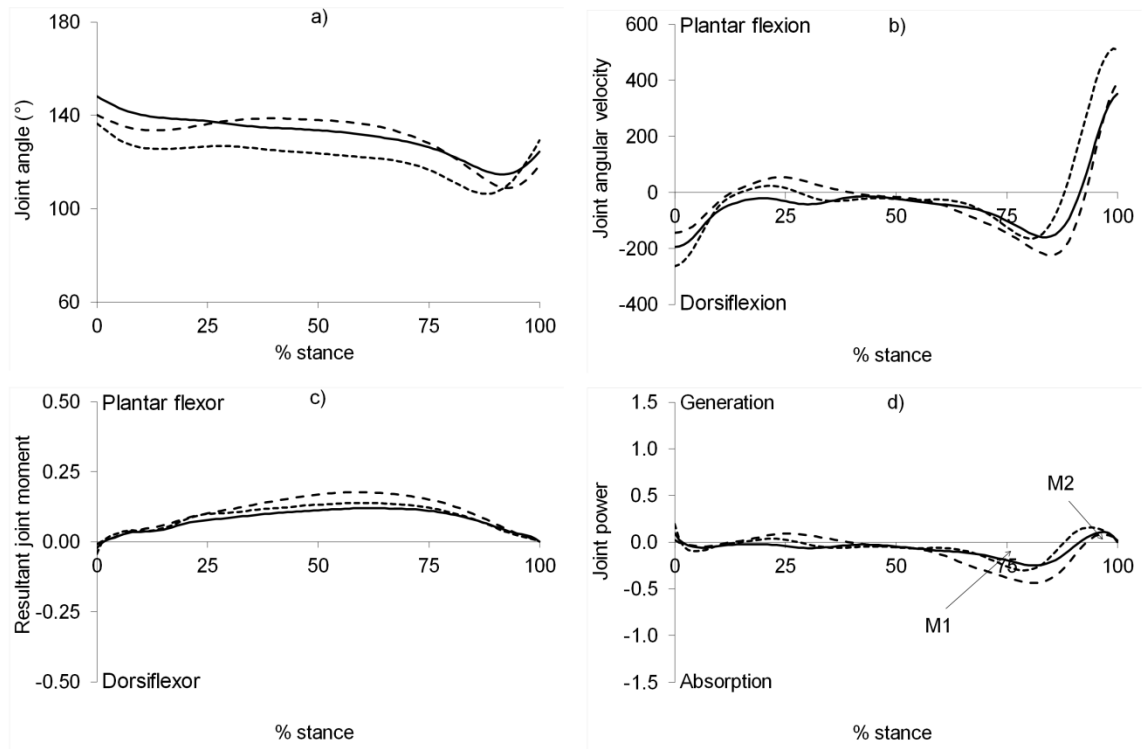 a)
180
140
100
60
Joint angle (°)
0 25 50 75 100
% stance
b)
Plantar flexion
600
400
200
0
-200
-400
Joint angular velocity
0 25 50 75 100
Dorsiflexion
% stance
c)
Plantar flexor
0.50
0.25
0.00
-0.25
-0.50
Resultant joint moment
0 25 50 75 100
Dorsiflexor
% stance
d)
Generation
1.5
1.0
0.5
0.0
-0.5
-1.0
-1.5
Joint power
0 25 50 75 100
M2
M1
Absorption
% stance